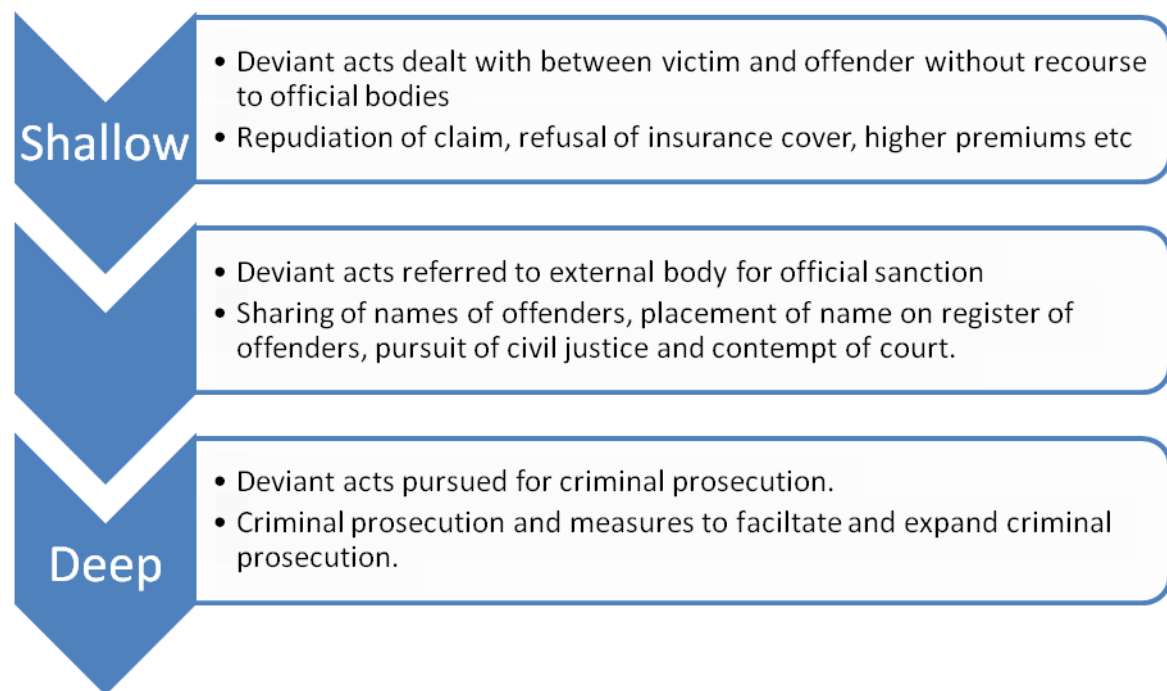 Shallow
• Deviant acts dealt with between victim and offender without recourse
to official bodies
• Repudiation of claim, refusal of insurance cover, higher premiums etc
• Deviant acts referred to external body for official sanction
• Sharing of names of offenders, placement of name on register of
offenders, pursuit of civil justice and contempt of court.
Deep
• Deviant acts pursued for criminal prosecution.
• Criminal prosecution and measures to faciltate and expand criminal
prosecution.